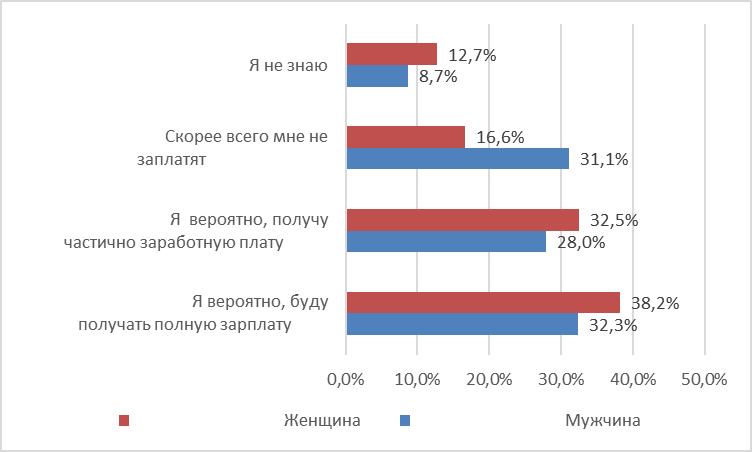 Я не знаю
12,7%
8,7%
Скорее всего мне не
заплатят
16,6%
31,1%
Я  вероятно, получу
частично заработную плату
32,5%
28,0%
Я вероятно, буду
получать полную зарплату
38,2%
32,3%
0,0% 10,0% 20,0% 30,0% 40,0% 50,0%
Женщина Мужчина